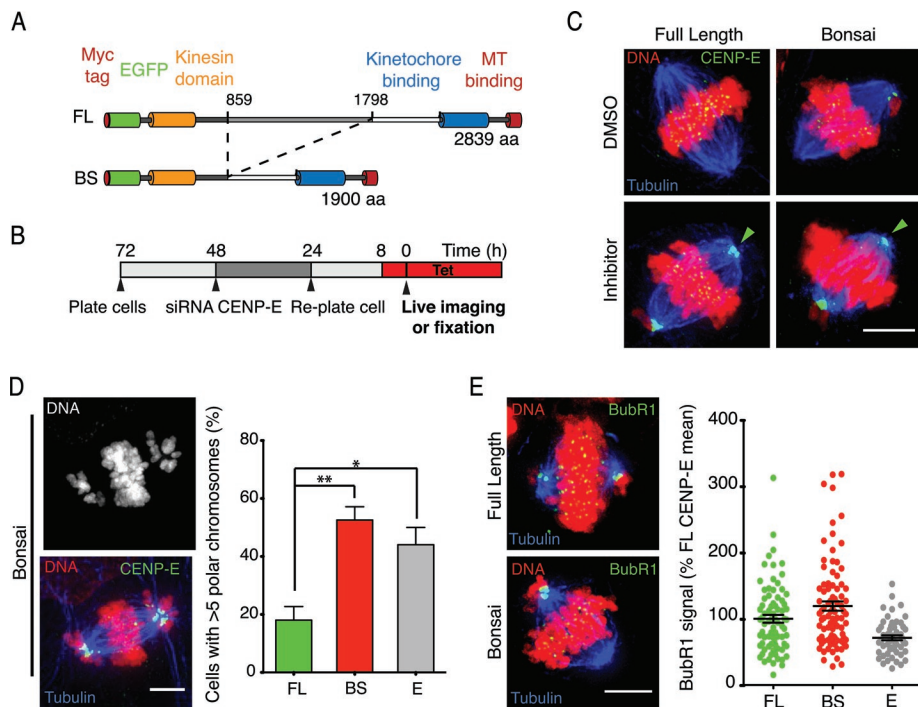 A
Myc
tag
EGFP
Kinesin
domain
Kinetochore
binding
MT
binding
859
1798
FL
2839 aa
BS
1900 aa
B
72
48
24
8
0
Time (h)
Tet
Plate cells
siRNA CENP-E
Re-plate cell
Live imaging
or fixation
C
Full Length
Bonsai
DNA
CENP-E
DMSO
Tubulin
Inhibitor
D
Bonsai
DNA
DNA
CENP-E
Tubulin
Cells with >5 polar chromosomes (%)
80
60
40
20
0
*
**
FL
BS
E
E
Full Length
DNA
BubR1
Tubulin
Bonsai
DNA
BubR1
Tubulin
BubR1 signal (% FL CENP-E mean)
400
300
200
100
0
FL
BS
E